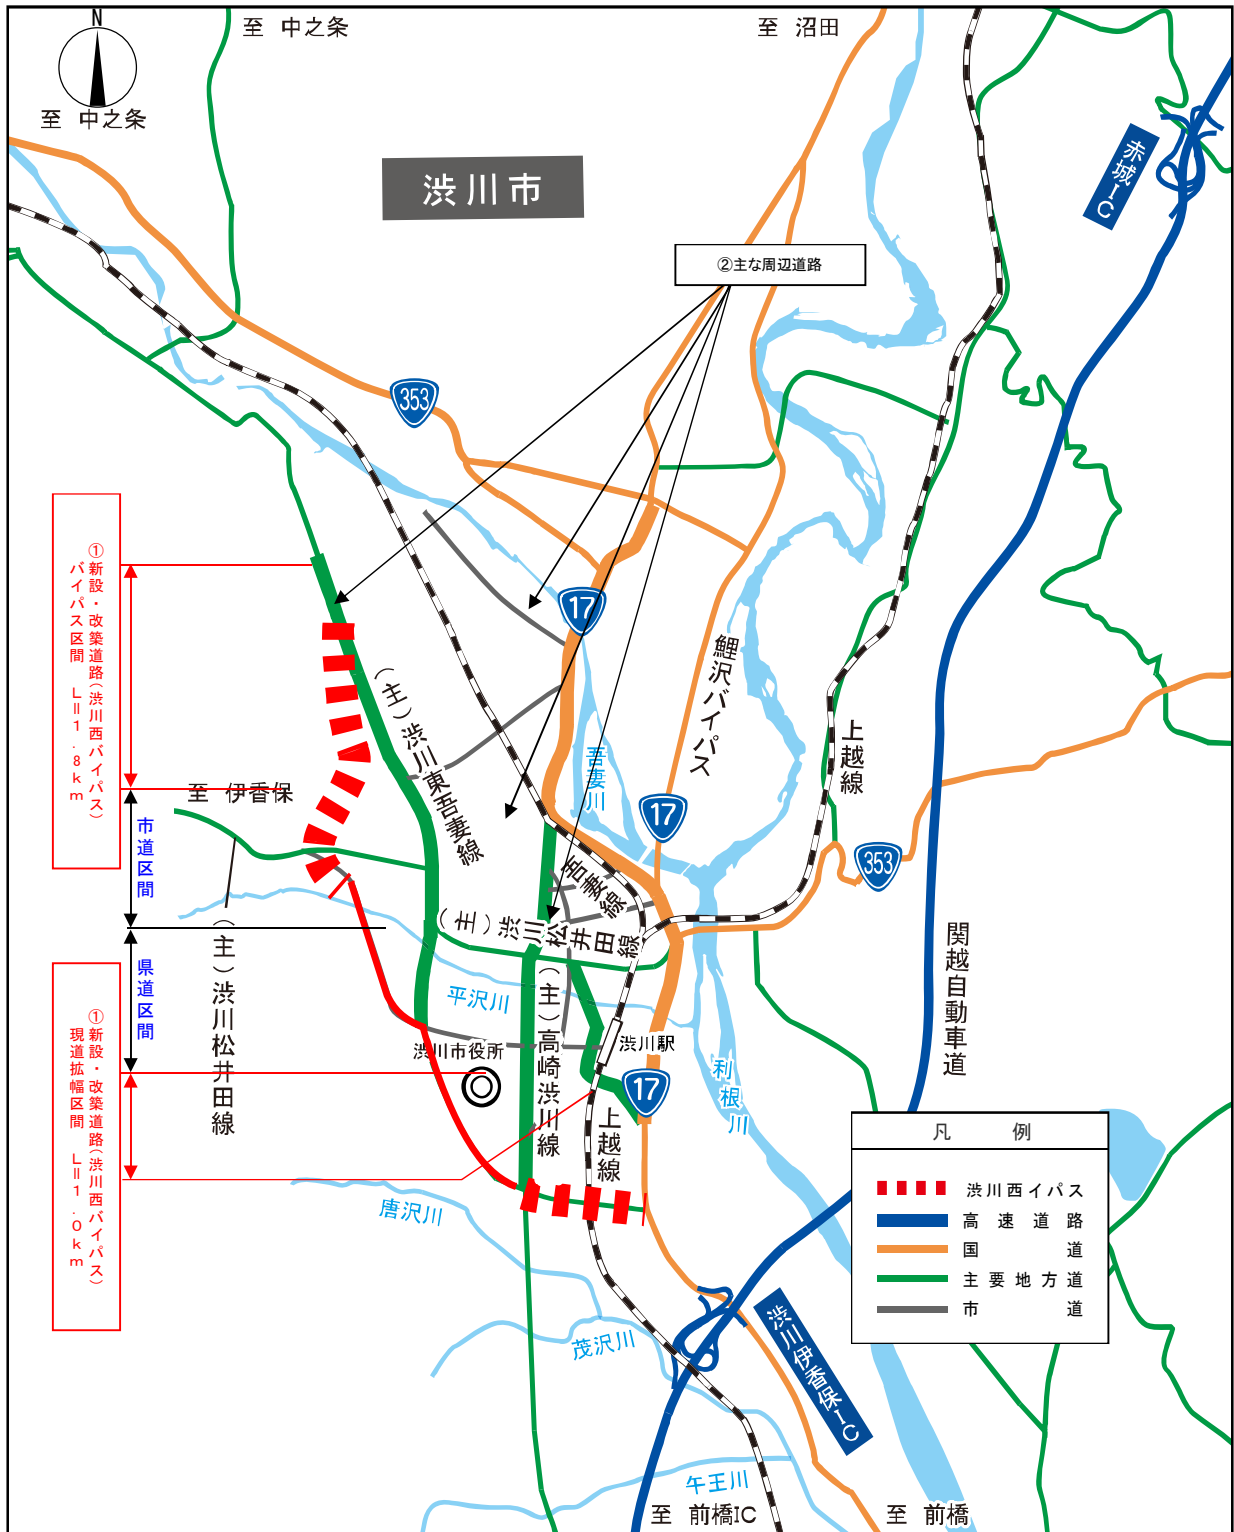 N
至 中之条
至 沼田
至 中之条
赤城IC
渋川市
②主な周辺道路
353
①新設・改築道路(渋川西バイパス)
バイパス区間 L=1.8km
17
鯉沢バイパス
(主)渋川東吾妻線
上越線
吾妻川
至 伊香保
17
市道区間
353
吾妻線
(主)渋川松井田線
(主)渋川松井田線
関越自動車道
県道区間
平沢川
(主)高崎渋川線
渋川市役所
渋川駅
17
利根川
①新設・改築道路(渋川西バイパス)
現道拡幅区間 L=1.0km
上越線
唐沢川
凡 例
渋川西イパス
高速道路
国道
主要地方道
市道
茂沢川
渋川伊香保IC
午王川
至 前橋IC
至 前橋